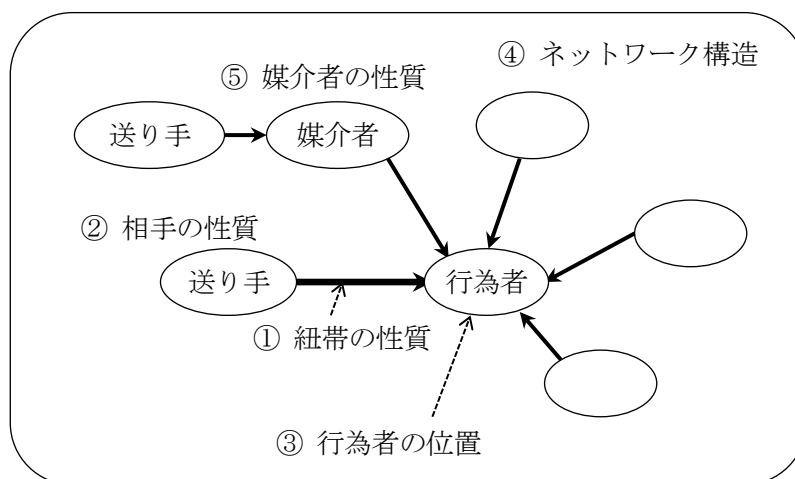 ④ ネットワーク構造
⑤ 媒介者の性質
送り手
媒介者
② 相手の性質
送り手
行為者
① 紐帯の性質
③ 行為者の位置